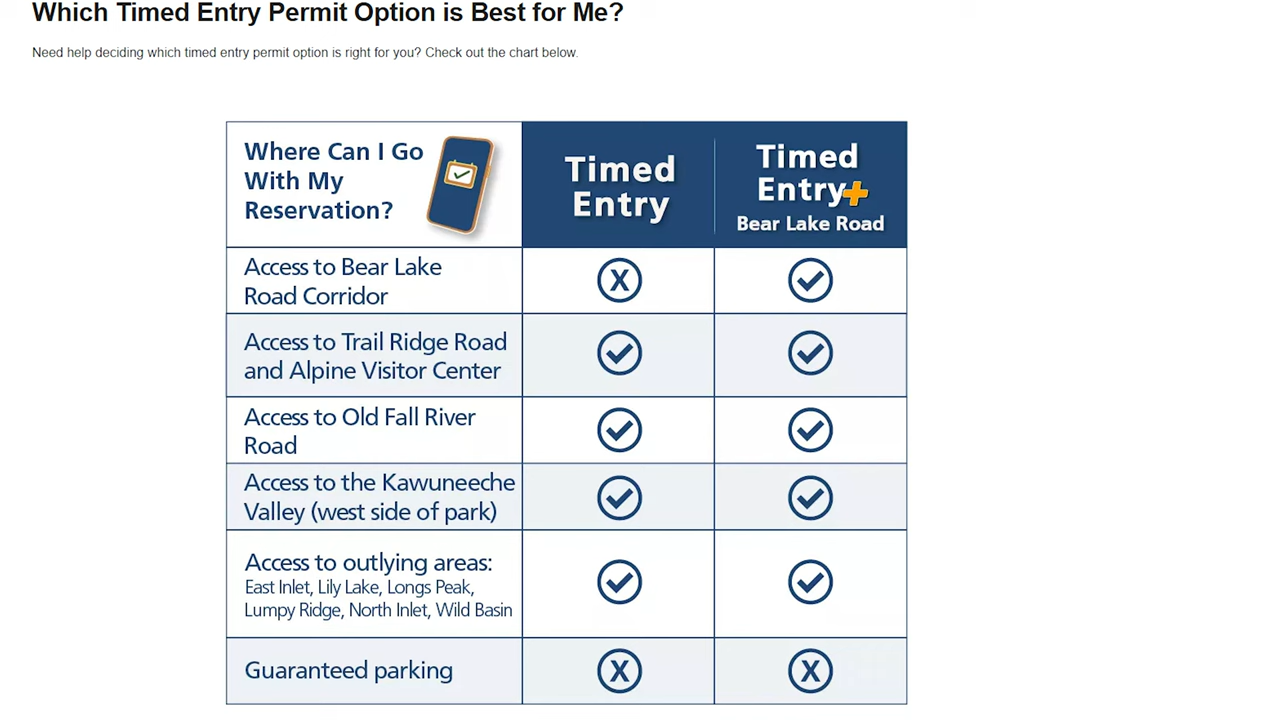 Which Timed Entry Permit Option is Best for Me?
Need help deciding which timed entry permit option is right for you? Check out the chart below.
Where Can I Go
With My
Reservation?
Timed
Entry
Timed
Entry+
Bear Lake Road
Access to Bear Lake
Road Corridor
X
Access to Trail Ridge Road
and Alpine Visitor Center
Access to Old Fall River
Road
Access to the Kawuneeche
Valley (west side of park)
Access to outlying areas:
East Inlet, Lily Lake, Longs Peak,
Lumpy Ridge, North Inlet, Wild Basin
Guaranteed parking
X
X